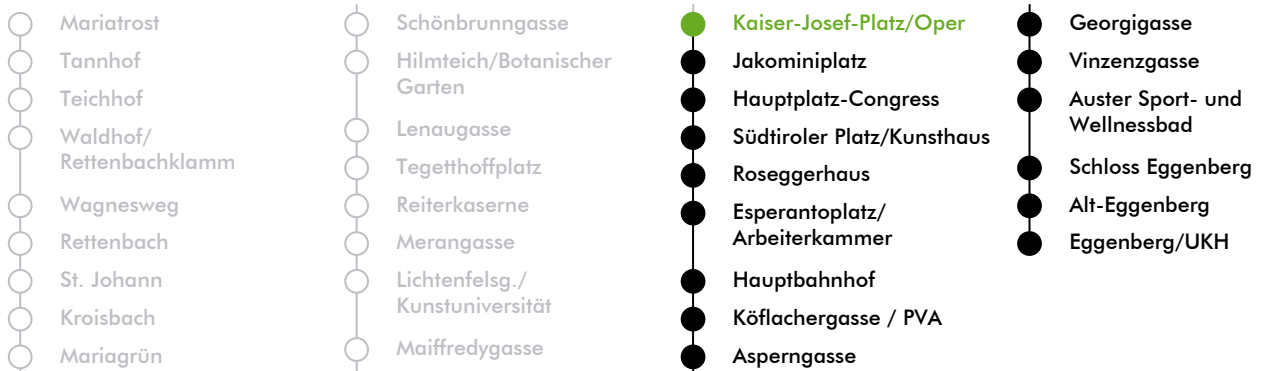 Mariatrost
Tannhof
Teichhof
Waldhof/
Rettenbachklamm
Wagnesweg
Rettenbach
St. Johann
Kroisbach
Mariagrün
Schönbrunngasse
Hilmteich/Botanischer
Garten
Lenaugasse
Tegetthoffplatz
Reiterkaserne
Merangasse
Lichtenfelsg./
Kunstuniversität
Maiffredygasse
Kaiser-Josef-Platz/Oper
Jakominiplatz
Hauptplatz-Congress
Südtiroler Platz/Kunsthaus
Roseggerhaus
Esperantoplatz/
Arbeiterkammer
Hauptbahnhof
Köflachergasse / PVA
Asperngasse
Georgigasse
Vinzenzgasse
Auster Sport- und
Wellnessbad
Schloss Eggenberg
Alt-Eggenberg
Eggenberg/UKH